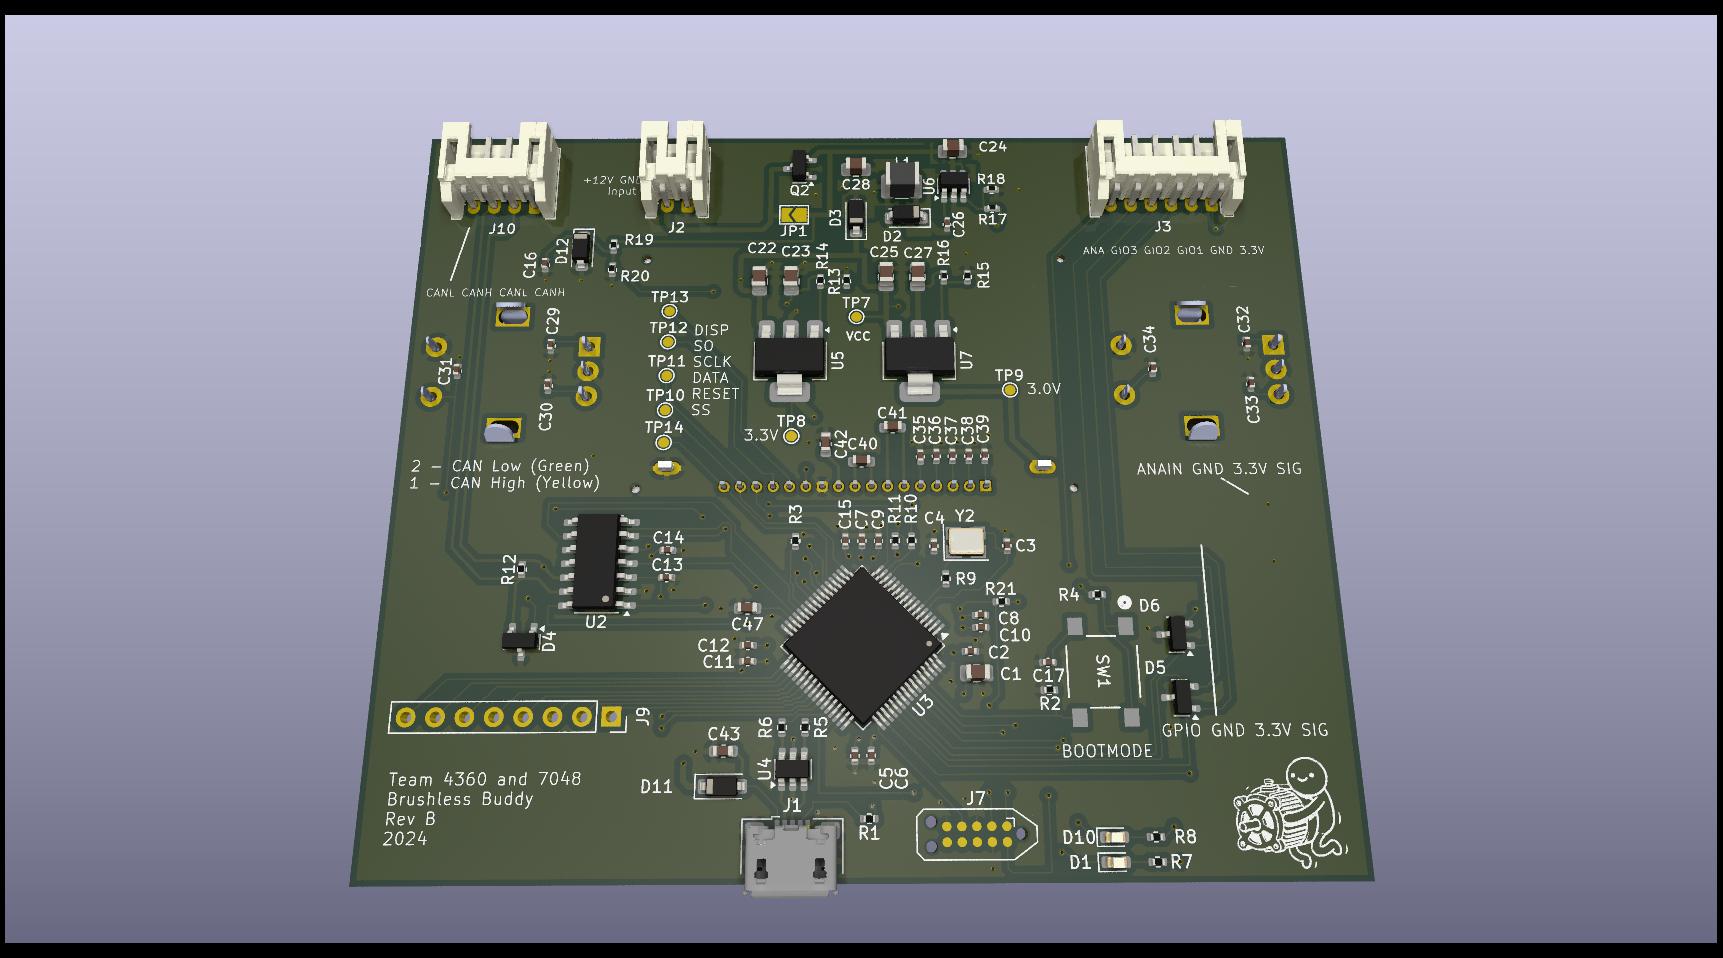 C24
+12V GND
Input
Q2
C28
L1
U6
R18
R17
J10
J2
JP1
D3
D2
C26
J3
R19
D12
C16
R20
C22
C23
R14
R13
C25
C27
R16
R15
ANA GiO3 GiO2 GiO1 GND 3.3V
CANL CANH CANL CANH
TP13
TP7
VCC
C29
TP12
DISP
SO
C34
C32
C31
TP11
SCLK
U5
U7
DATA
TP9
3.0V
C30
TP10
RESET
SS
C33
TP14
TP8
3.3V
C42
C41
C40
C35
C36
C37
C38
C39
2 - CAN Low (Green)
1 - CAN High (Yellow)
ANAIN GND 3.3V SIG
R3
C15
C7
C9
R11
R10
C4
Y2
C3
C14
C13
R12
R9
R21
R4
D6
U2
D4
C47
C8
C10
C12
C11
C2
C1
C17
R2
SW1
D5
U3
J9
R6
R5
C43
GPIO GND 3.3V SIG
BOOTMODE
U4
D11
C5
C6
Team 4360 and 7048
Brushless Buddy
Rev B
2024
J1
R1
J7
D10
R8
D1
R7